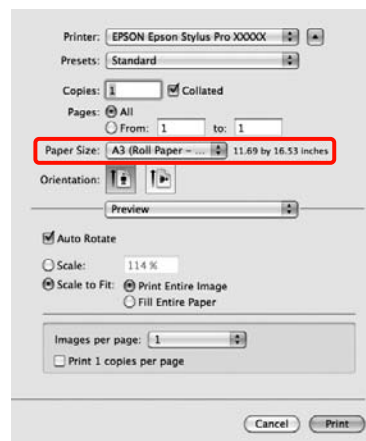 Printer: EPSON Epson Stylus Pro XXXXX
Presets: Standard
Copies: 1 Collated
Pages: All
From: 1 to: 1
Paper Size: A3 (Roll Paper – ... 11.69 by 16.53 inches
Orientation:
Preview
Auto Rotate
Scale: 114 %
Scale to Fit: Print Entire Image
Fill Entire Paper
Images per page: 1
Print 1 copies per page
Cancel Print